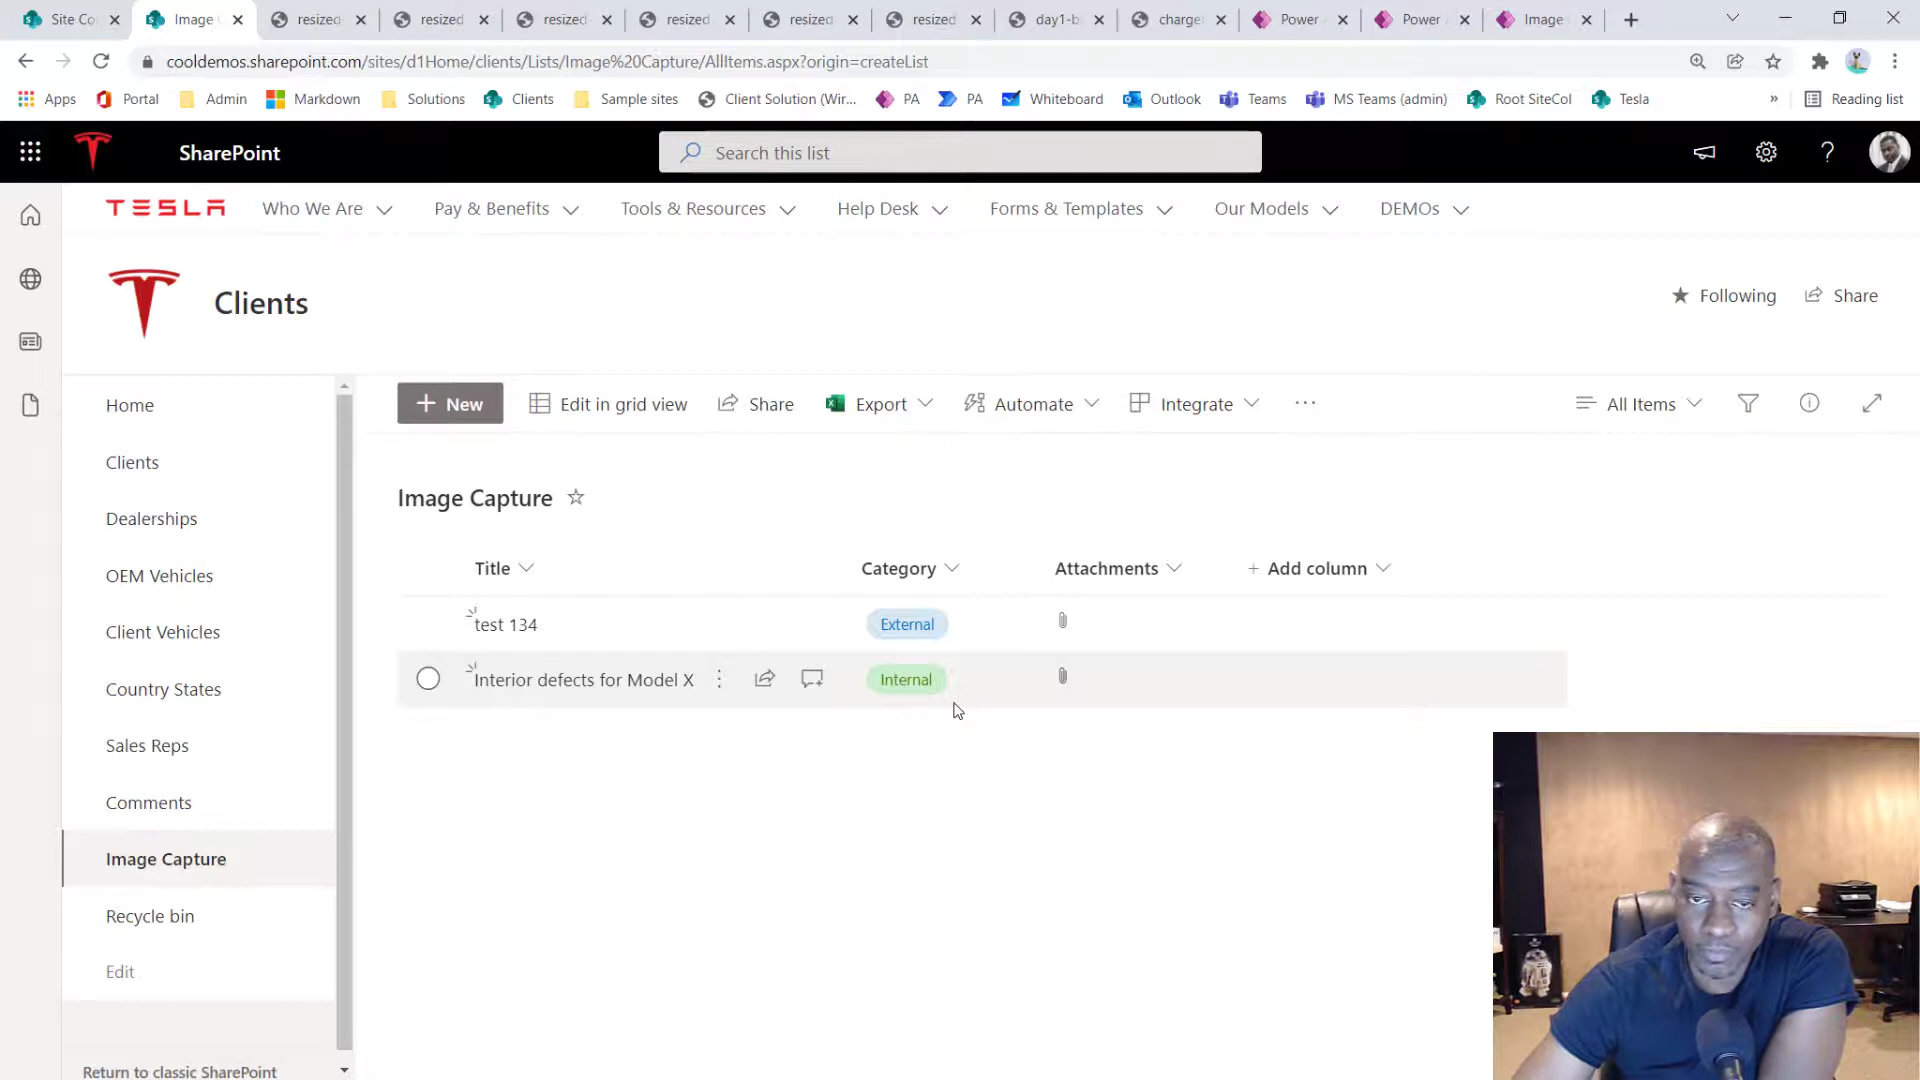 Site Co
Image
resized
resized
resized
resized
resized
resized
day1-b
charge
Power
Power
Image
cooldemos.sharepoint.com/sites/d1Home/clients/Lists/Image%20Capture/AllItems.aspx?origin=createList
Apps
Portal
Admin
Markdown
Solutions
Clients
Sample sites
Client Solution (Wir...
PA
PA
Whiteboard
Outlook
Teams
MS Teams (admin)
Root SiteCol
Tesla
»
Reading list
SharePoint
Search this list
TESLA
Who We Are
Pay & Benefits
Tools & Resources
Help Desk
Forms & Templates
Our Models
DEMOs
Clients
Following
Share
Home
Clients
Dealerships
OEM Vehicles
Client Vehicles
Country States
Sales Reps
Comments
Image Capture
Recycle bin
Edit
Return to classic SharePoint
+ New
Edit in grid view
Share
Export
Automate
Integrate
...
All Items
Image Capture
Title
Category
Attachments
+ Add column
test 134
External
Interior defects for Model X
Internal